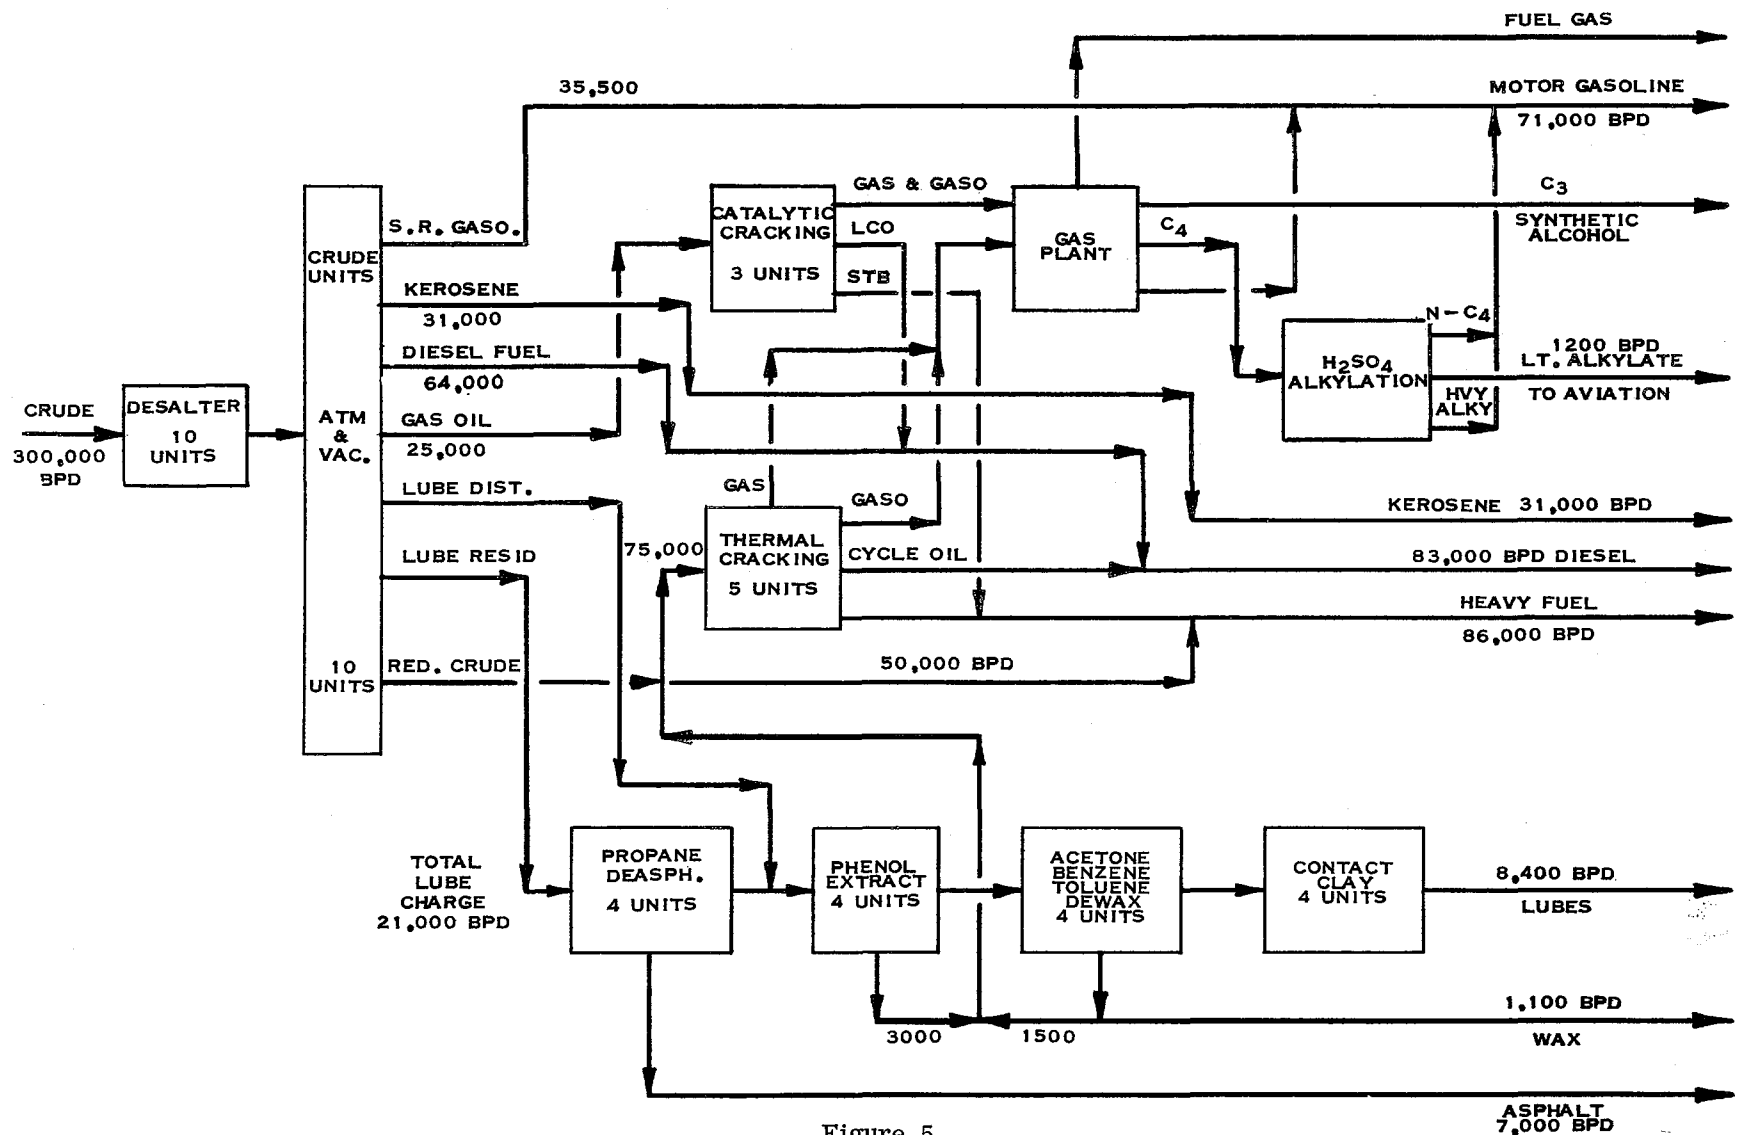 FUEL GAS
35,500
MOTOR GASOLINE
71,000 BPD
GAS & GASO
C3
SYNTHETIC
ALCOHOL
S.R. GASO.
CATALYTIC
CRACKING
3 UNITS
LCO
STB
GAS
PLANT
C4
CRUDE
UNITS
KEROSENE
31,000
N-C4
DIESEL FUEL
64,000
H2SO4
ALKYLATION
1200 BPD
LT. ALKYLATE
TO AVIATION
HVY
ALKY
CRUDE
300,000
BPD
DESALTER
10
UNITS
ATM
&
VAC.
GAS OIL
25,000
LUBE DIST.
GAS
GASO
KEROSENE 31,000 BPD
LUBE RESID
75,000
THERMAL
CRACKING
5 UNITS
CYCLE OIL
83,000 BPD DIESEL
HEAVY FUEL
86,000 BPD
10
UNITS
RED. CRUDE
50,000 BPD
TOTAL
LUBE
CHARGE
21,000 BPD
PROPANE
DEASPH.
4 UNITS
PHENOL
EXTRACT
4 UNITS
ACETONE
BENZENE
TOLUENE
DEWAX
4 UNITS
CONTACT
CLAY
4 UNITS
8,400 BPD
LUBES
3000
1500
1,100 BPD
WAX
ASPHALT
7,000 BPD
Figure 5